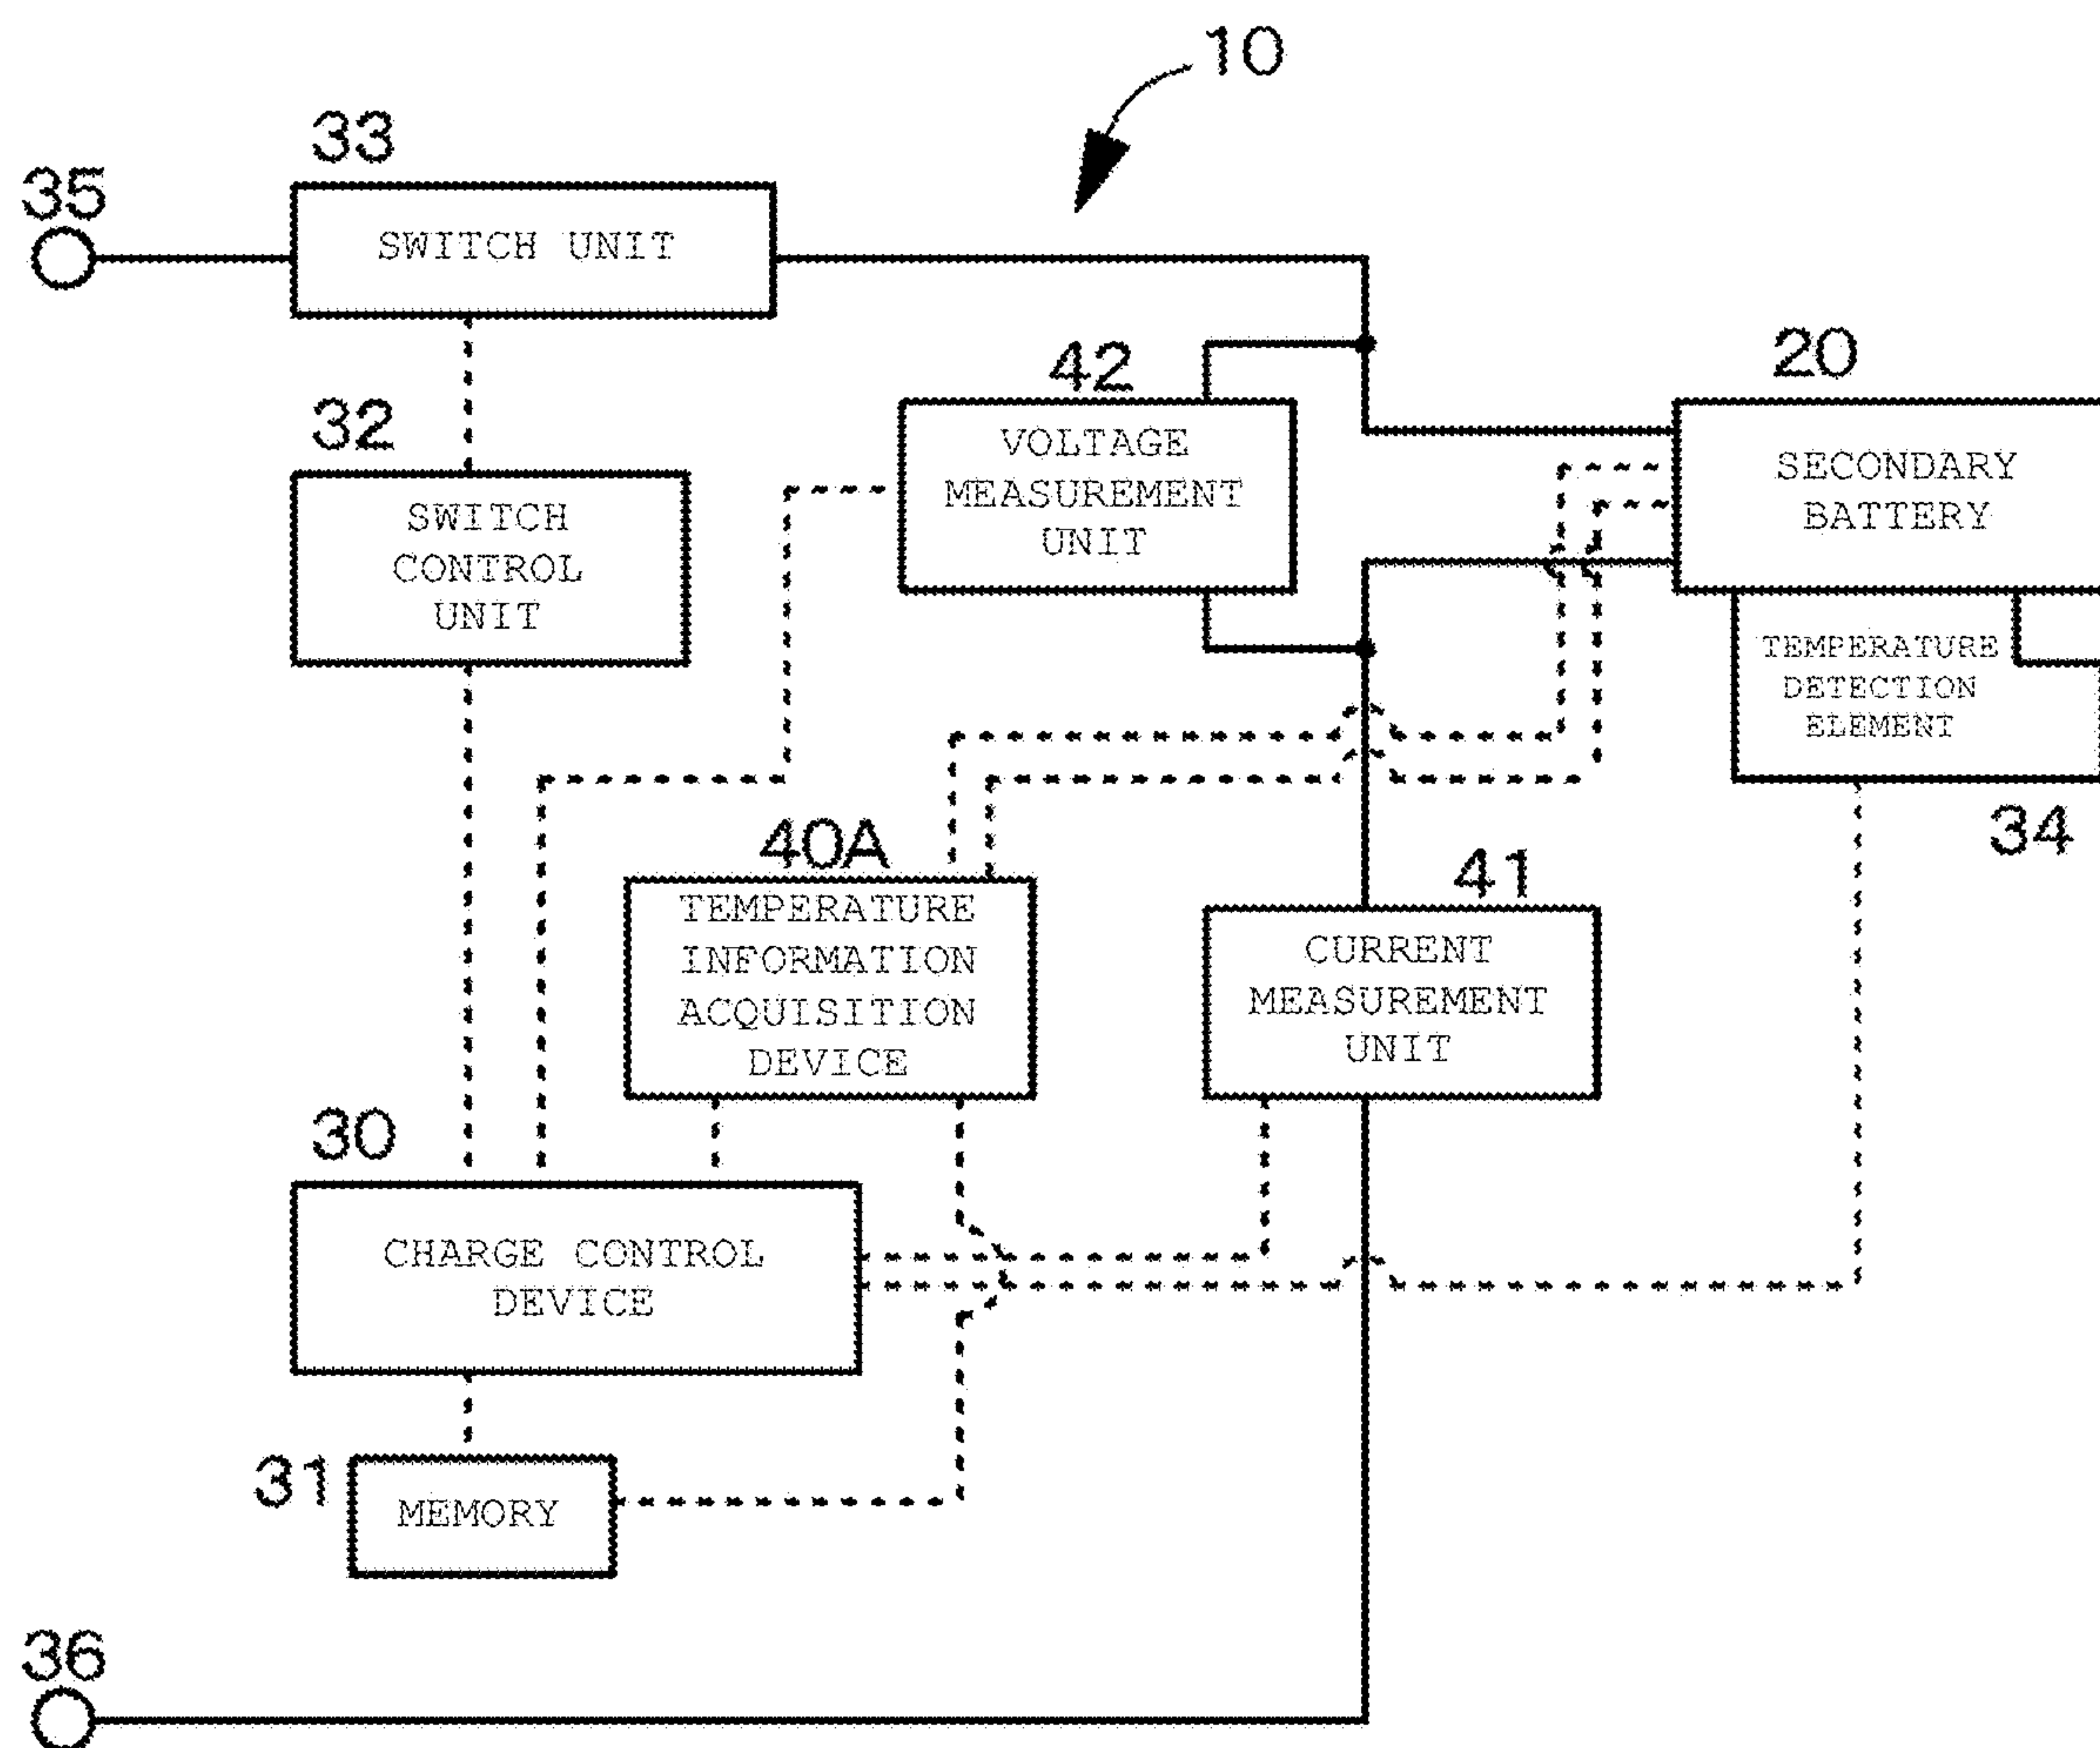 10
33
35
SWITCH UNIT
42
20
32
VOLTAGE
MEASUREMENT
UNIT
SECONDARY
BATTERY
SWITCH
CONTROL
UNIT
TEMPERATURE
DETECTION
ELEMENT
34
40A
41
TEMPERATURE
INFORMATION
ACQUISITION
DEVICE
CURRENT
MEASUREMENT
UNIT
30
CHARGE CONTROL
DEVICE
31
MEMORY
36